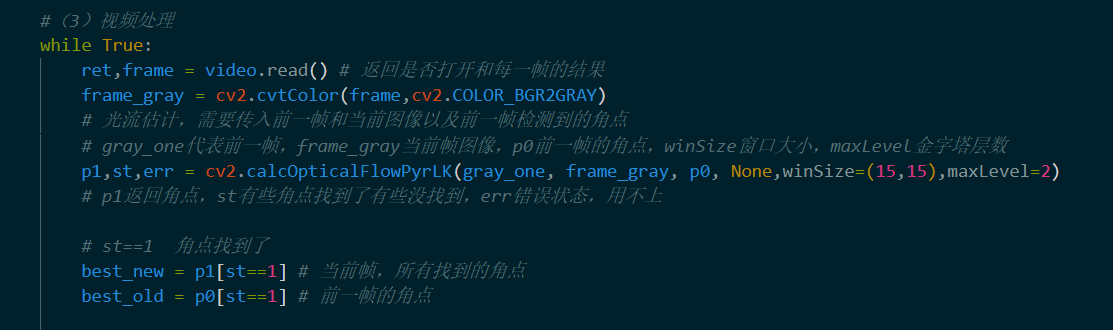 # （3）视频处理
while True:
    ret,frame = video.read() # 返回是否打开和每一帧的结果
    frame_gray = cv2.cvtColor(frame,cv2.COLOR_BGR2GRAY)
    # 光流估计，需要传入前一帧和当前图像以及前一帧检测到的角点
    # gray_one代表前一帧，frame_gray当前帧图像，p0前一帧的角点，winSize窗口大小，maxLevel金字塔层数
    p1,st,err = cv2.calcOpticalFlowPyrLK(gray_one, frame_gray, p0, None,winSize=(15,15),maxLevel=2)
    # p1返回角点，st有些角点找到了有些没找到，err错误状态，用不上
    # st==1  角点找到了
    best_new = p1[st==1] # 当前帧，所有找到的角点
    best_old = p0[st==1] # 前一帧的角点